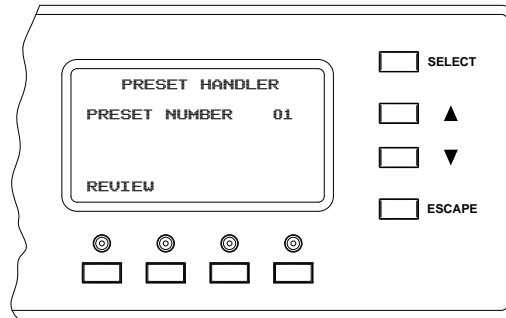 PRESET HANDLER
PRESET NUMBER 01
REVIEW
SELECT
▲
▼
ESCAPE